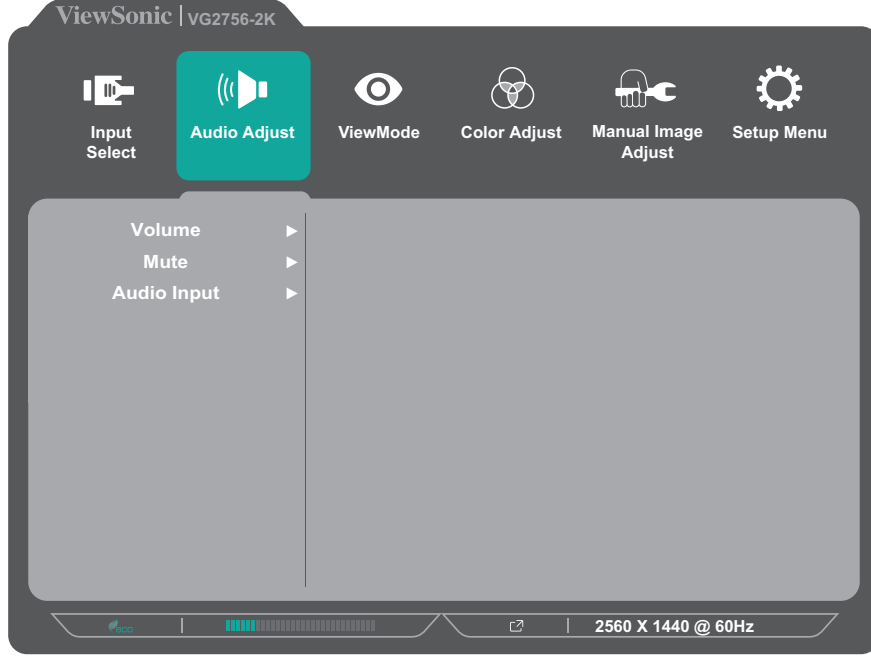 ViewSonic VG2756-2K
Input
Select
Audio Adjust
ViewMode
Color Adjust
Manual Image
Adjust
Setup Menu
Volume
Mute
Audio Input
eco
2560 X 1440 @ 60Hz